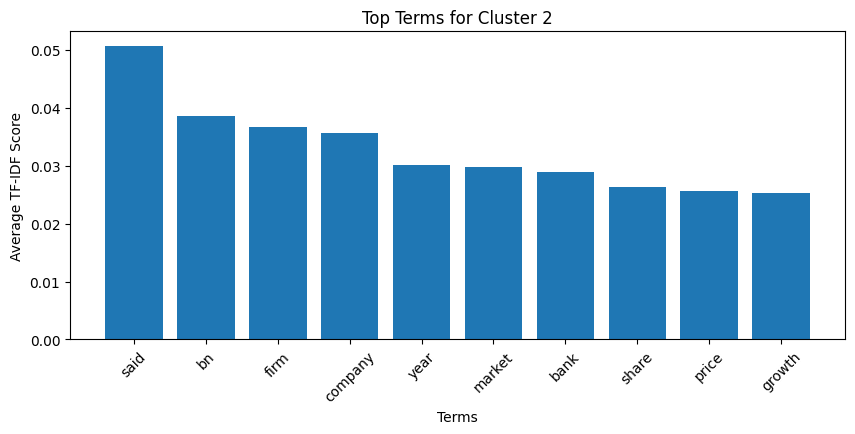 Top Terms for Cluster 2
Average TF-IDF Score
0.05
0.04
0.03
0.02
0.01
0.00
said
bn
firm
company
year
market
bank
share
price
growth
Terms